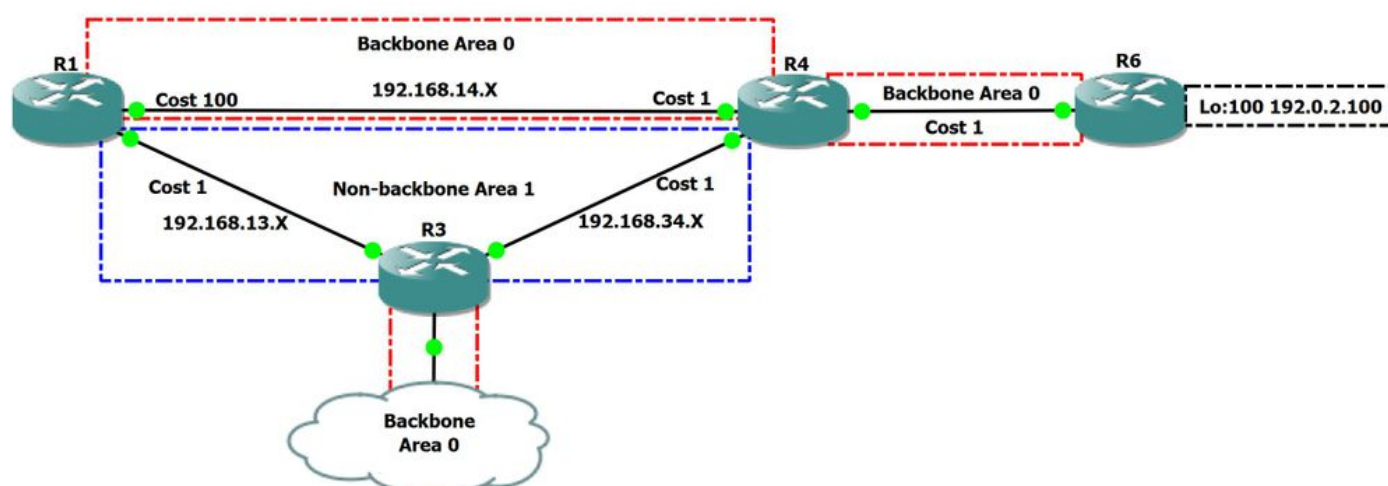 Backbone Area 0
R1
R4
R6
192.168.14.X
Cost 100
Cost 1
Backbone Area 0
Cost 1
Lo:100 192.0.2.100
Cost 1
Non-backbone Area 1
Cost 1
192.168.13.X
192.168.34.X
R3
Backbone
Area 0